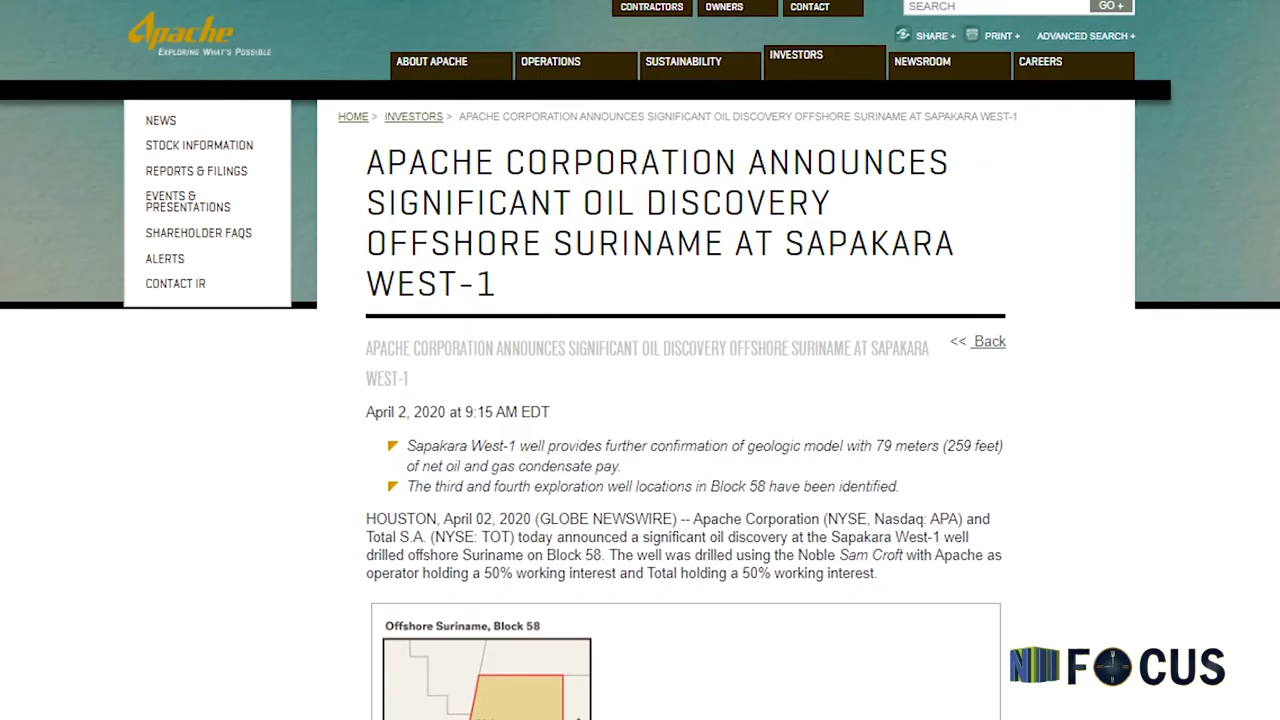 CONTRACTORS
OWNERS
CONTACT
SEARCH
GO +
Apache
EXPLORING WHAT'S POSSIBLE
SHARE +
PRINT +
ADVANCED SEARCH +
ABOUT APACHE
OPERATIONS
SUSTAINABILITY
INVESTORS
NEWSROOM
CAREERS
NEWS
STOCK INFORMATION
REPORTS & FILINGS
EVENTS &
PRESENTATIONS
SHAREHOLDER FAQS
ALERTS
CONTACT IR
HOME > INVESTORS > APACHE CORPORATION ANNOUNCES SIGNIFICANT OIL DISCOVERY OFFSHORE SURINAME AT SAPAKARA WEST-1
APACHE CORPORATION ANNOUNCES
SIGNIFICANT OIL DISCOVERY
OFFSHORE SURINAME AT SAPAKARA
WEST-1
<< Back
APACHE CORPORATION ANNOUNCES SIGNIFICANT OIL DISCOVERY OFFSHORE SURINAME AT SAPAKARA
WEST-1
April 2, 2020 at 9:15 AM EDT
Sapakara West-1 well provides further confirmation of geologic model with 79 meters (259 feet)
of net oil and gas condensate pay.
The third and fourth exploration well locations in Block 58 have been identified.
HOUSTON, April 02, 2020 (GLOBE NEWSWIRE) -- Apache Corporation (NYSE, Nasdaq: APA) and
Total S.A. (NYSE: TOT) today announced a significant oil discovery at the Sapakara West-1 well
drilled offshore Suriname on Block 58. The well was drilled using the Noble Sam Croft with Apache as
operator holding a 50% working interest and Total holding a 50% working interest.
Offshore Suriname, Block 58
NII FOCUS